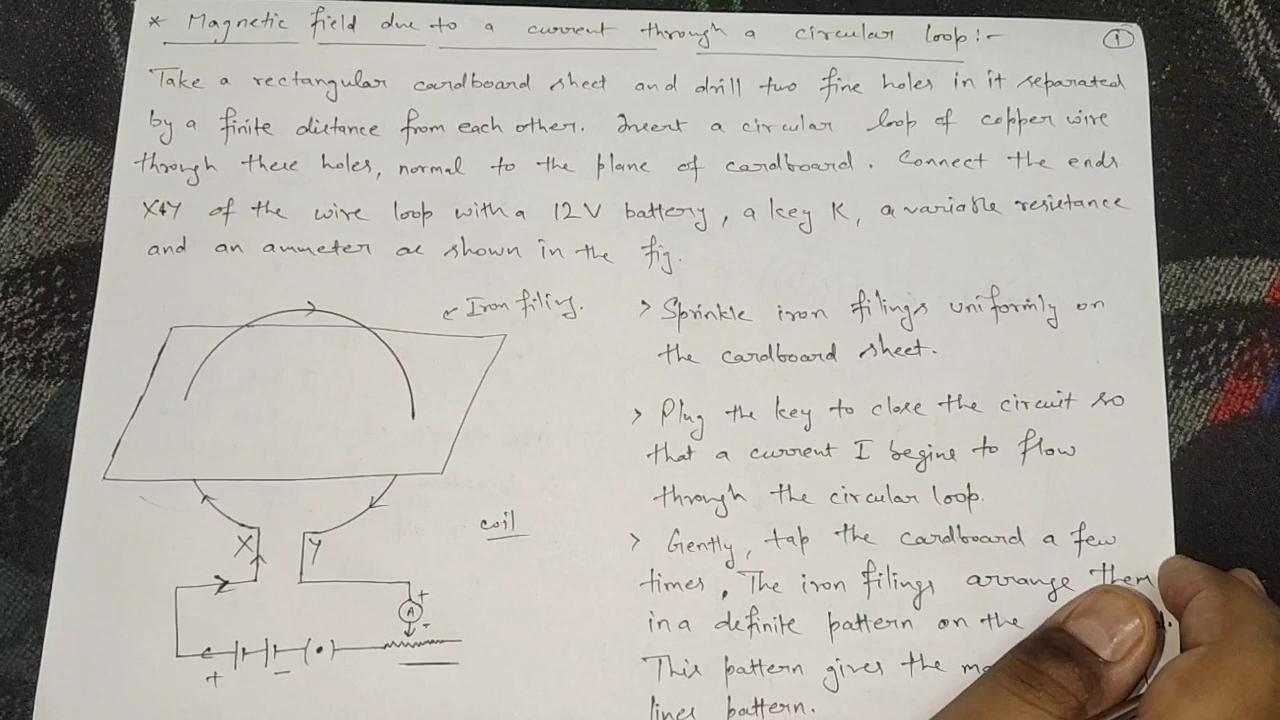 * Magnetic field due to a current through a circular loop:-
1
Take a rectangular cardboard sheet and drill two fine holes in it separated
by a finite distance from each other. Insert a circular loop of copper wire
through these holes, normal to the plane of cardboard. Connect the ends
X&Y of the wire loop with a 12V battery, a key K, a variable resistance
and an ammeter as shown in the fig.
Iron filing.
> Sprinkle iron filings uniformly on
the cardboard sheet.
> Plug the key to close the circuit so
that a current I begins to flow
through the circular loop.
coil
X
Y
> Gently, tap the cardboard a few
times. The iron filings arrange them
in a definite pattern on the
A
+
-
+
-
This pattern gives the
lines pattern.